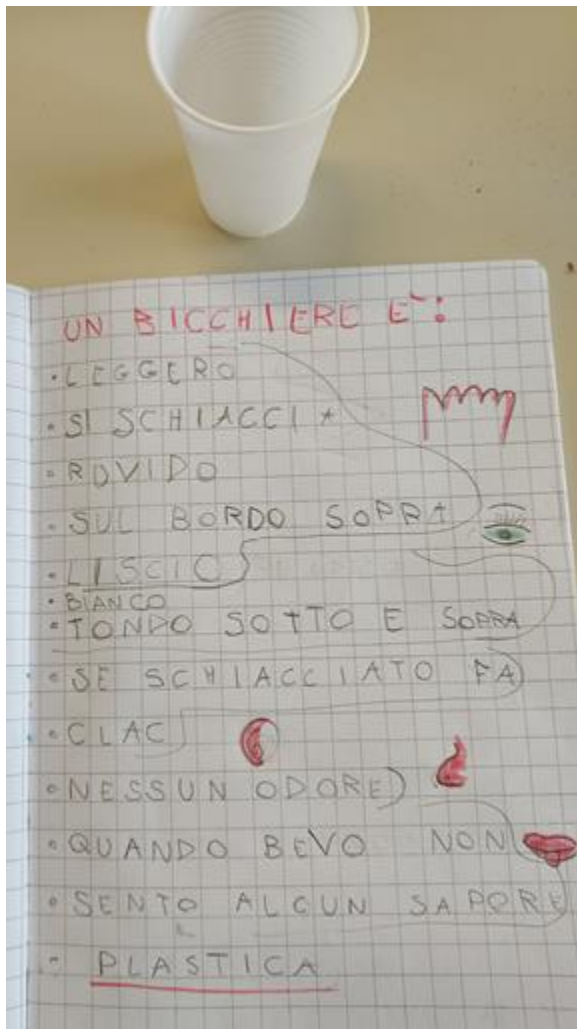 UN BICCHIERE E`:
• LEGGERO
• SI SCHIACCIA
• RUVIDO
• SUL BORDO SOPRA
• LISCIO
• BIANCO
• TONDO SOTTO E SOPRA
• SE SCHIACCIATO FA
• CLAC
• NESSUN ODORE
• QUANDO BEVO NON
• SENTO ALCUN SAPORE
• PLASTICA